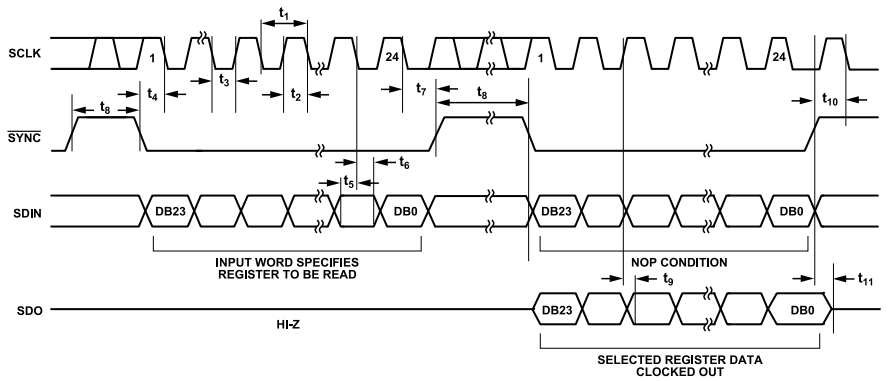 t1
SCLK
1
24
1
24
t3
t4
t2
t7
t8
t10
t8
SYNC
t6
t5
SDIN
DB23
DB0
DB23
DB0
INPUT WORD SPECIFIES
REGISTER TO BE READ
NOP CONDITION
t9
t11
SDO
HI-Z
DB23
DB0
SELECTED REGISTER DATA
CLOCKED OUT